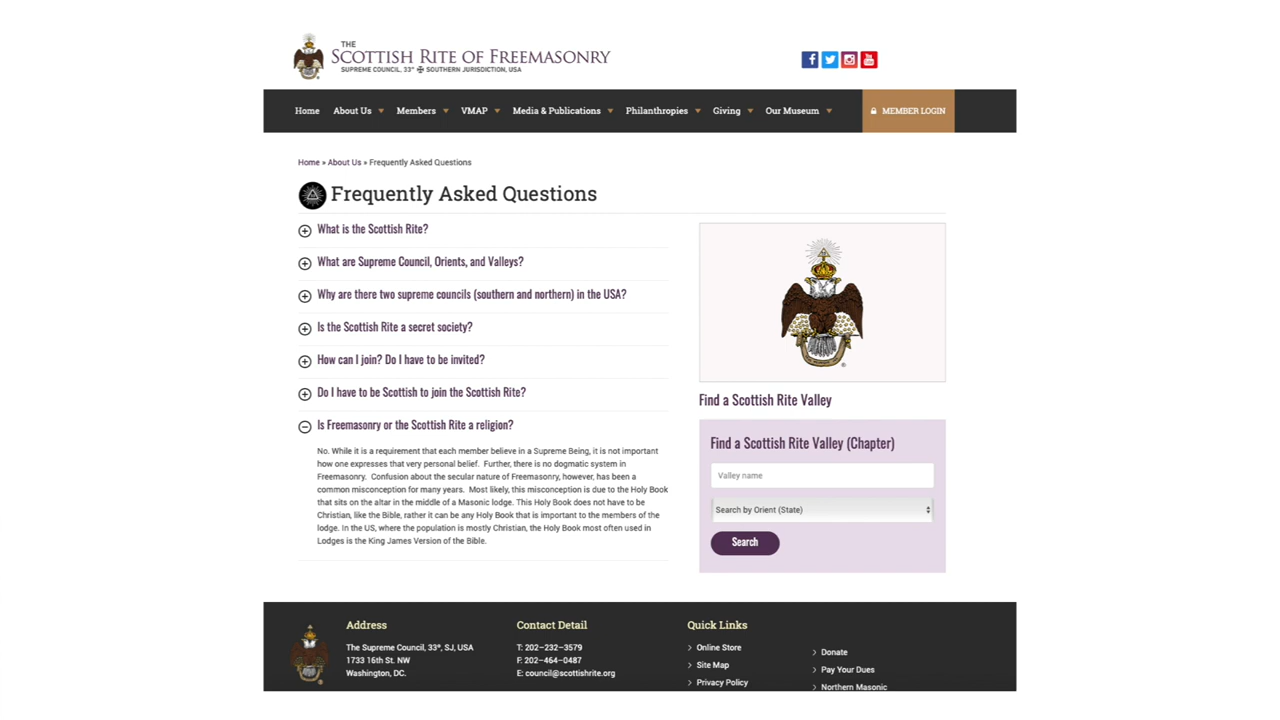 THE
SCOTTISH RITE OF FREEMASONRY
SUPREME COUNCIL, 33° ✠ SOUTHERN JURISDICTION, USA
Home About Us Members VMAP Media & Publications Philanthropies Giving Our Museum MEMBER LOGIN
Home » About Us » Frequently Asked Questions
Frequently Asked Questions
What is the Scottish Rite?
What are Supreme Council, Orients, and Valleys?
Why are there two supreme councils (southern and northern) in the USA?
Is the Scottish Rite a secret society?
How can I join? Do I have to be invited?
Do I have to be Scottish to join the Scottish Rite?
Is Freemasonry or the Scottish Rite a religion?
No. While it is a requirement that each member believe in a Supreme Being, it is not important
how one expresses that very personal belief. Further, there is no dogmatic system in
Freemasonry. Confusion about the secular nature of Freemasonry, however, has been a
common misconception for many years. Most likely, this misconception is due to the Holy Book
that sits on the altar in the middle of a Masonic lodge. This Holy Book does not have to be
Christian, like the Bible, rather it can be any Holy Book that is important to the members of the
lodge. In the US, where the population is mostly Christian, the Holy Book most often used in
Lodges is the King James Version of the Bible.
Find a Scottish Rite Valley
Find a Scottish Rite Valley (Chapter)
Valley name
Search by Orient (State)
Search
Address
The Supreme Council, 33°, SJ, USA
1733 16th St. NW
Washington, DC.
Contact Detail
T: 202–232–3579
F: 202–464–0487
E: council@scottishrite.org
Quick Links
Online Store
Site Map
Privacy Policy
Donate
Pay Your Dues
Northern Masonic